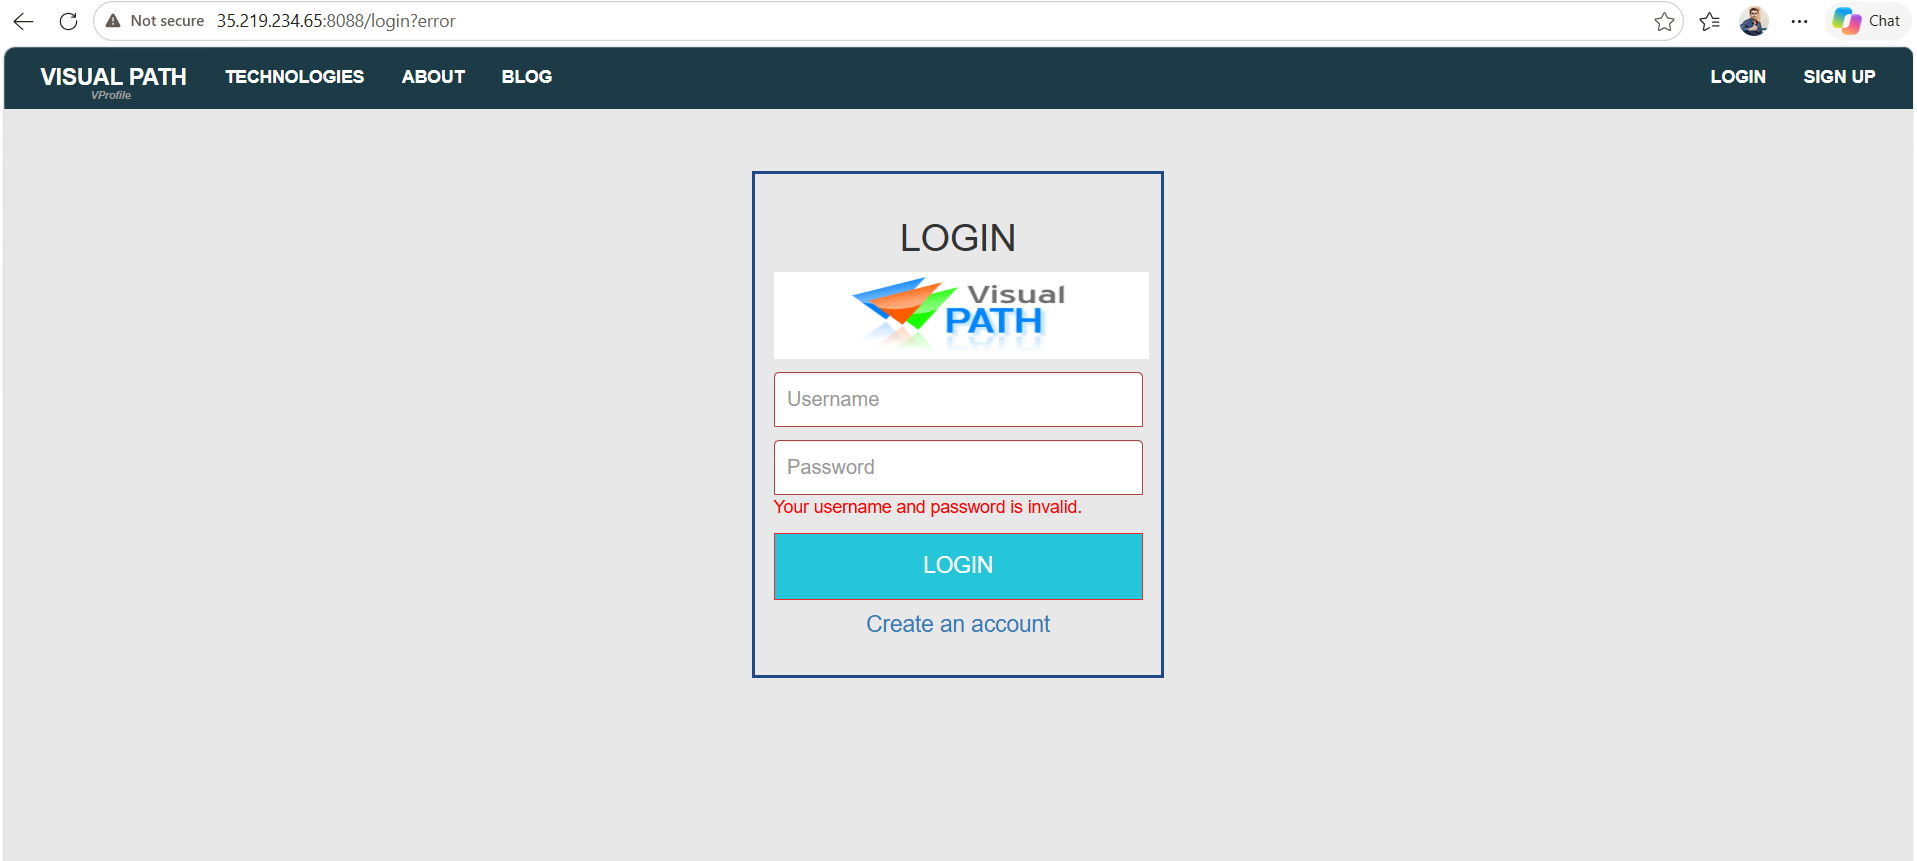 Not secure 35.219.234.65:8088/login?error
Chat
VISUAL PATH TECHNOLOGIES ABOUT BLOG LOGIN SIGN UP
VProfile
LOGIN
Visual
PATH
Username
Password
Your username and password is invalid.
LOGIN
Create an account